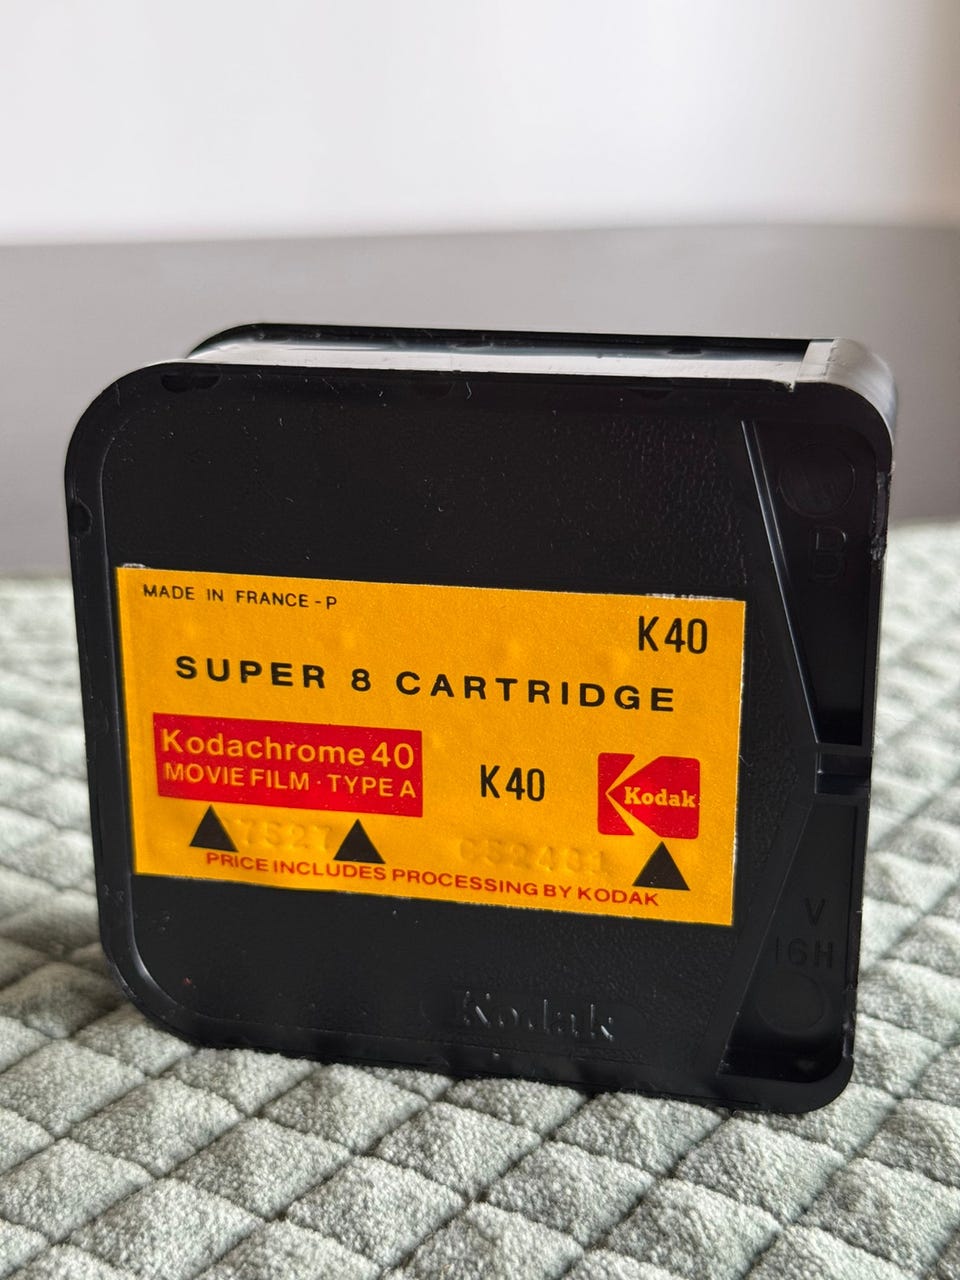 MADE IN FRANCE - P
K40
SUPER 8 CARTRIDGE
Kodachrome 40
MOVIE FILM · TYPE A
K40
Kodak
7527
PRICE INCLUDES PROCESSING BY KODAK
V
16H
Kodak